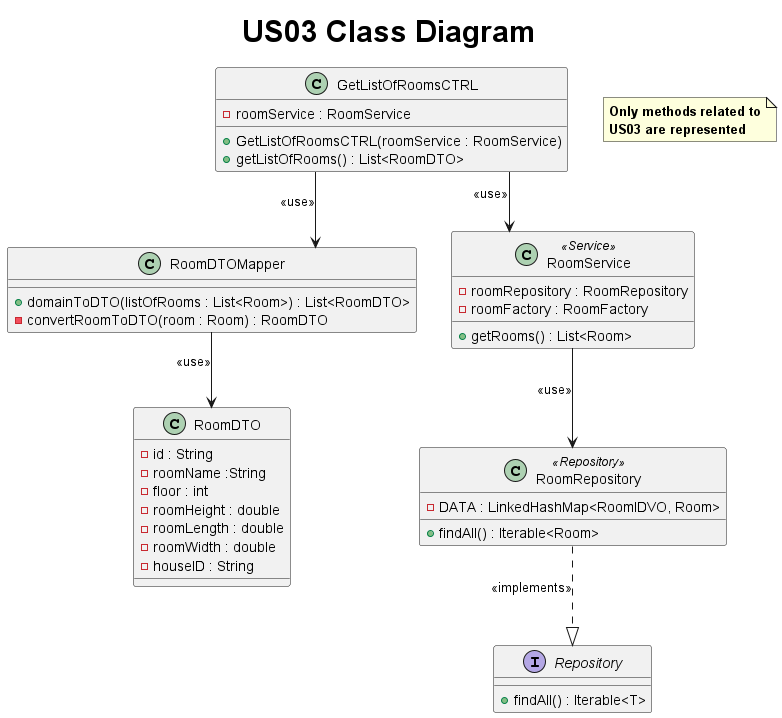 US03 Class Diagram
C GetListOfRoomsCTRL
roomService : RoomService
GetListOfRoomsCTRL(roomService : RoomService)
getListOfRooms() : List<RoomDTO>
Only methods related to
US03 are represented
«use»
«use»
C RoomDTOMapper
domainToDTO(listOfRooms : List<Room>) : List<RoomDTO>
convertRoomToDTO(room : Room) : RoomDTO
«Service»
C RoomService
roomRepository : RoomRepository
roomFactory : RoomFactory
getRooms() : List<Room>
«use»
«use»
C RoomDTO
id : String
roomName :String
floor : int
roomHeight : double
roomLength : double
roomWidth : double
houseID : String
«Repository»
C RoomRepository
DATA : LinkedHashMap<RoomIDVO, Room>
findAll() : Iterable<Room>
«implements»
I Repository
findAll() : Iterable<T>